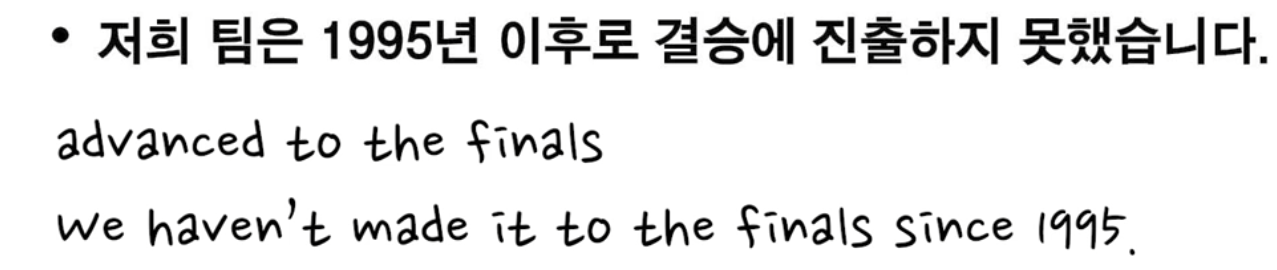 • 저희 팀은 1995년 이후로 결승에 진출하지 못했습니다.
advanced to the finals
we haven't made it to the finals since 1995.